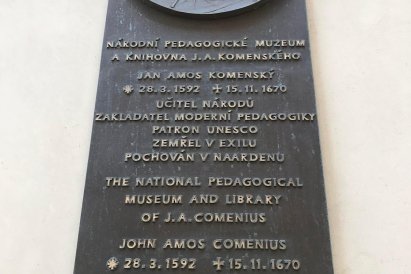 NÁRODNÍ PEDAGOGICKÉ MUZEUM
A KNIHOVNA J.A.KOMENSKÉHO
JAN AMOS KOMENSKÝ
✳ 28.3.1592 ✝ 15.11.1670
UČITEL NÁRODŮ
ZAKLADATEL MODERNÍ PEDAGOGIKY
PATRON UNESCO
ZEMŘEL V EXILU
POCHOVÁN V NAARDENU
THE NATIONAL PEDAGOGICAL
MUSEUM AND LIBRARY
OF J.A.COMENIUS
JOHN AMOS COMENIUS
✳ 28.3.1592 ✝ 15.11.1670